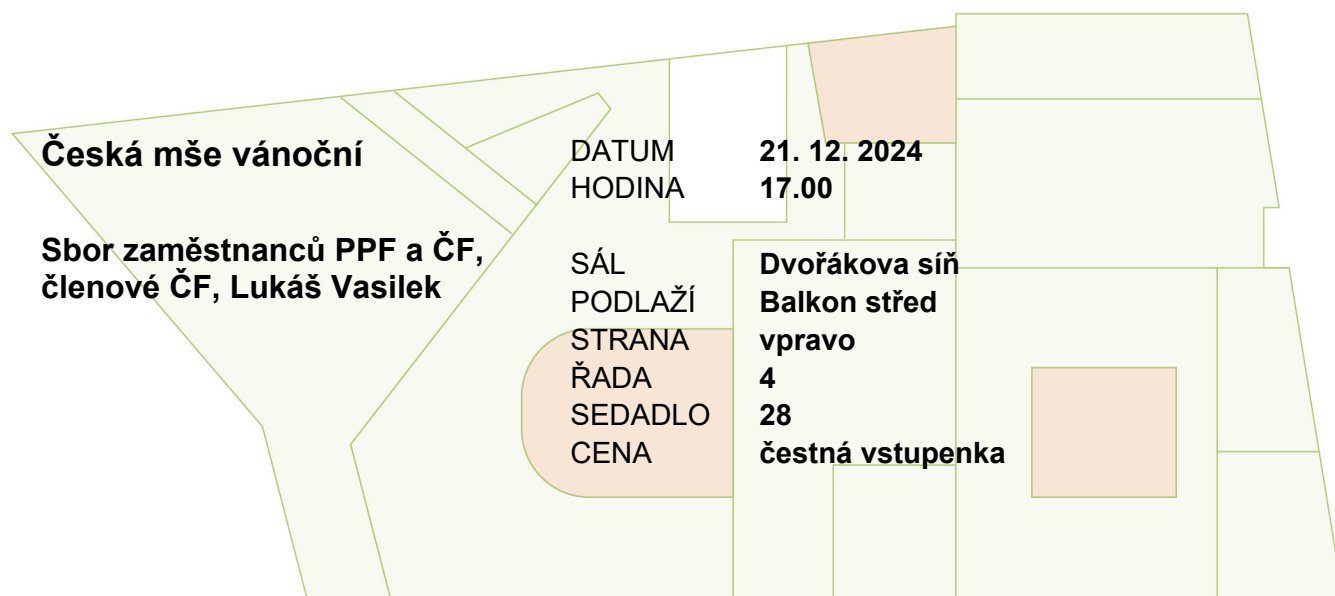 Česká mše vánoční
Sbor zaměstnanců PPF a ČF,
členové ČF, Lukáš Vasilek
DATUM 21. 12. 2024
HODINA 17.00
SÁL Dvořákova síň
PODLAŽÍ Balkon střed
STRANA vpravo
ŘADA 4
SEDADLO 28
CENA čestná vstupenka